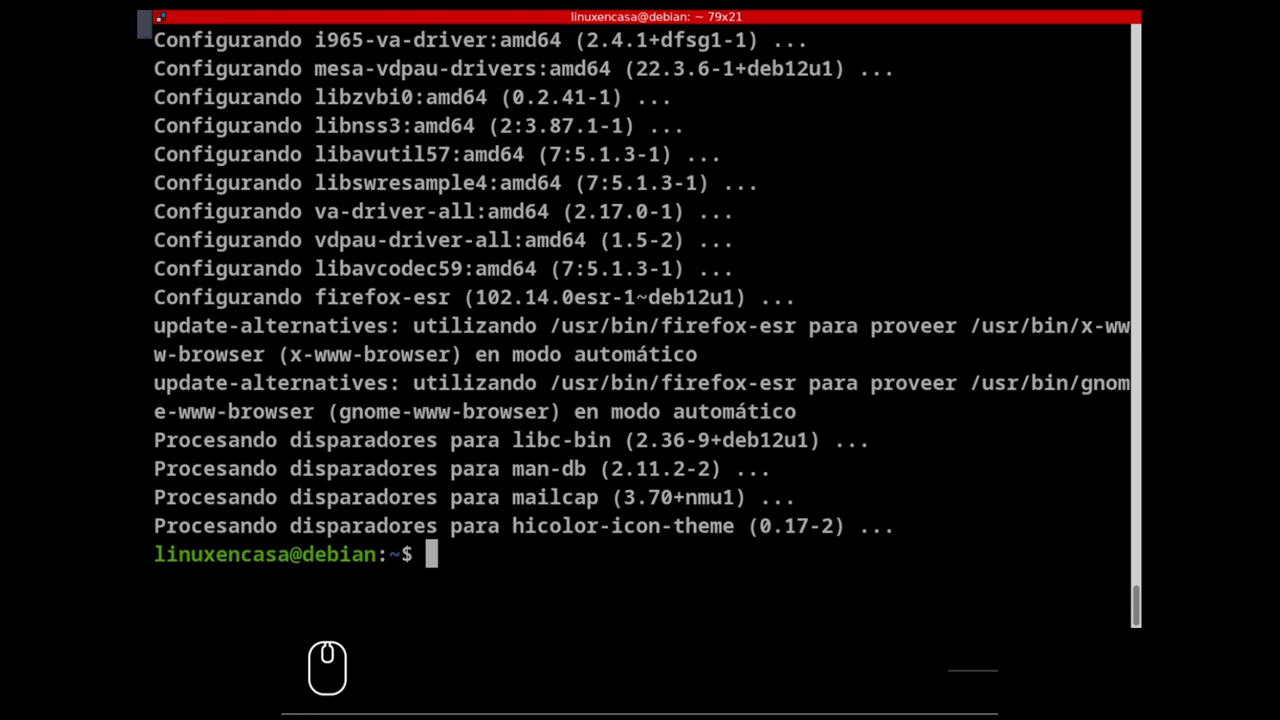 linuxencasa@debian: ~ 79x21
Configurando i965-va-driver:amd64 (2.4.1+dfsg1-1) ...
Configurando mesa-vdpau-drivers:amd64 (22.3.6-1+deb12u1) ...
Configurando libzvbi0:amd64 (0.2.41-1) ...
Configurando libnss3:amd64 (2:3.87.1-1) ...
Configurando libavutil57:amd64 (7:5.1.3-1) ...
Configurando libswresample4:amd64 (7:5.1.3-1) ...
Configurando va-driver-all:amd64 (2.17.0-1) ...
Configurando vdpau-driver-all:amd64 (1.5-2) ...
Configurando libavcodec59:amd64 (7:5.1.3-1) ...
Configurando firefox-esr (102.14.0esr-1~deb12u1) ...
update-alternatives: utilizando /usr/bin/firefox-esr para proveer /usr/bin/x-ww
w-browser (x-www-browser) en modo automático
update-alternatives: utilizando /usr/bin/firefox-esr para proveer /usr/bin/gnom
e-www-browser (gnome-www-browser) en modo automático
Procesando disparadores para libc-bin (2.36-9+deb12u1) ...
Procesando disparadores para man-db (2.11.2-2) ...
Procesando disparadores para mailcap (3.70+nmu1) ...
Procesando disparadores para hicolor-icon-theme (0.17-2) ...
linuxencasa@debian:~$